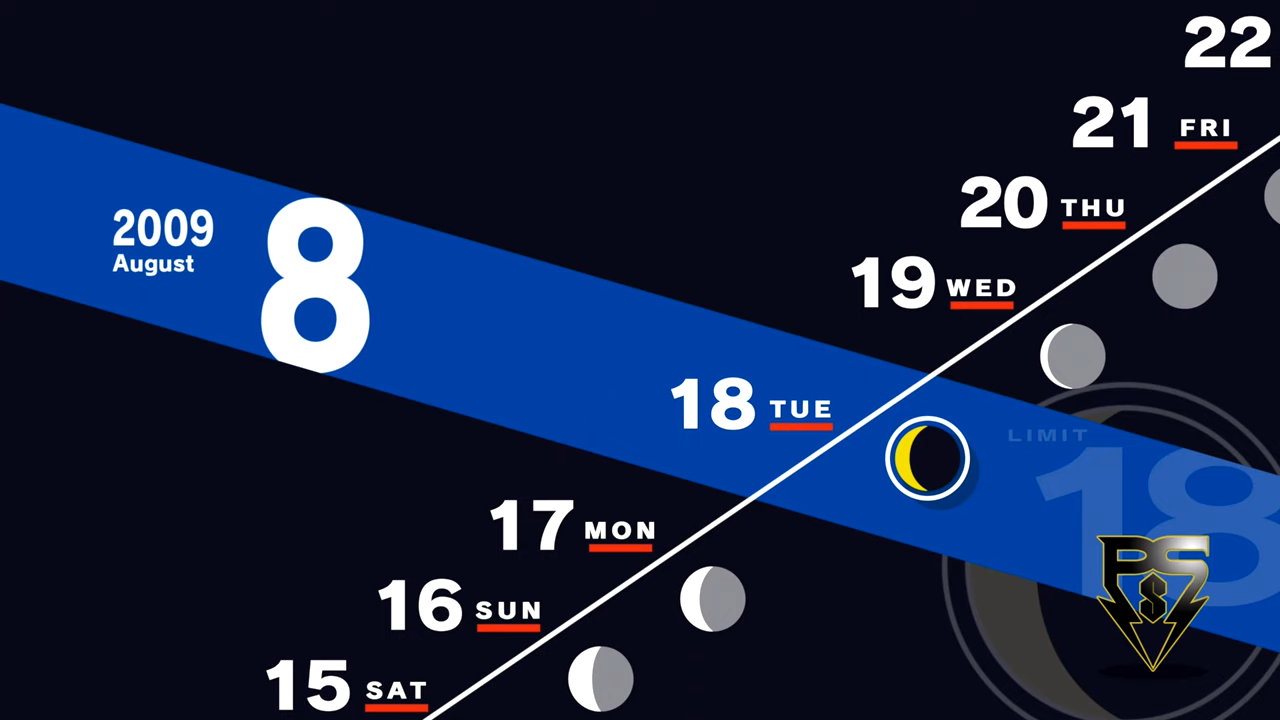 22
21 FRI
20 THU
2009
August
8
19 WED
18 TUE
LIMIT
18
17 MON
PS
S
16 SUN
15 SAT